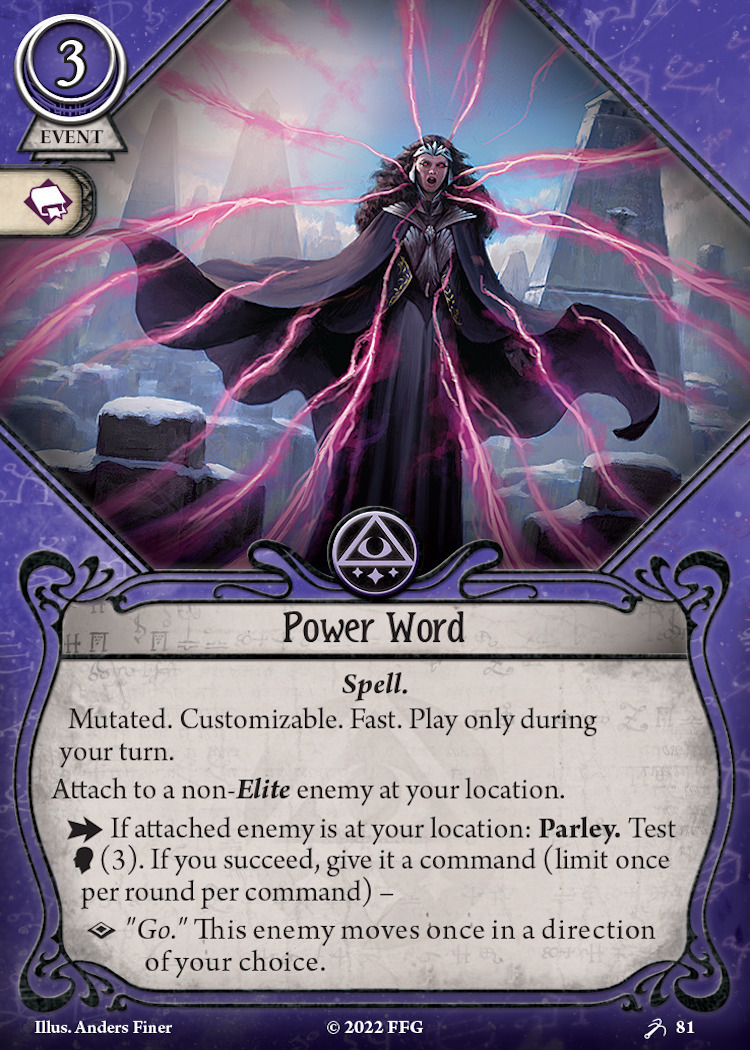 3
EVENT
Power Word
Spell.
Mutated. Customizable. Fast. Play only during
your turn.
Attach to a non-Elite enemy at your location.
If attached enemy is at your location: Parley. Test
(3). If you succeed, give it a command (limit once
per round per command) –
"Go." This enemy moves once in a direction
of your choice.
Illus. Anders Finer © 2022 FFG 81